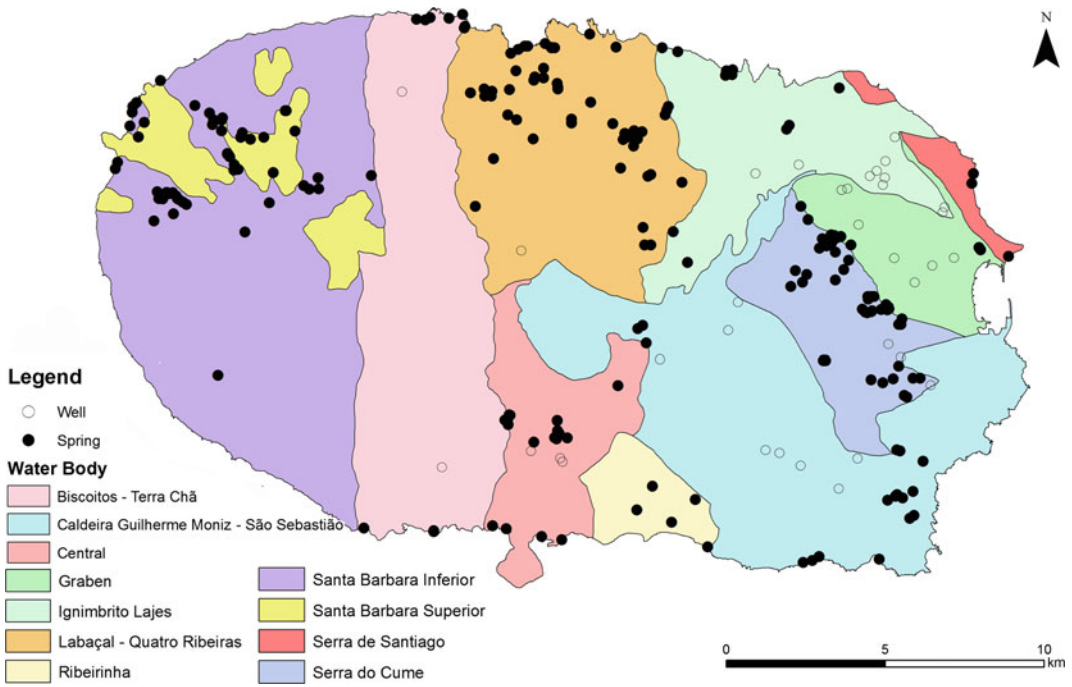 N
Legend
Well
Spring
Water Body
Biscoitos - Terra Chã
Caldeira Guilherme Moniz - São Sebastião
Central
Graben
Ignimbrito Lajes
Labaçal - Quatro Ribeiras
Ribeirinha
Santa Barbara Inferior
Santa Barbara Superior
Serra de Santiago
Serra do Cume
0 5 10
km